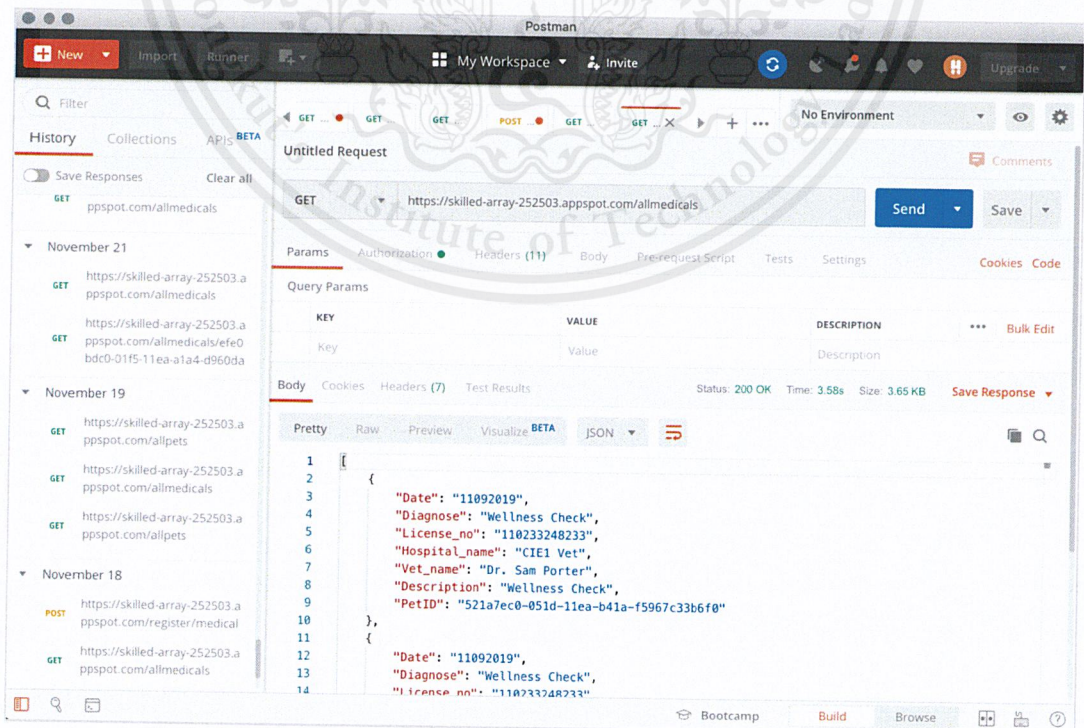 Postman
New
Import
Runner
My Workspace
Invite
Upgrade
Filter
History
Collections
APIs BETA
Save Responses
Clear all
GET
ppspot.com/allmedicals
November 21
GET
https://skilled-array-252503.a
ppspot.com/allmedicals
GET
https://skilled-array-252503.a
ppspot.com/allmedicals/efe0
bdc0-01f5-11ea-a1a4-d960da
November 19
GET
https://skilled-array-252503.a
ppspot.com/allpets
GET
https://skilled-array-252503.a
ppspot.com/allmedicals
GET
https://skilled-array-252503.a
ppspot.com/allpets
November 18
POST
https://skilled-array-252503.a
ppspot.com/register/medical
GET
https://skilled-array-252503.a
ppspot.com/allmedicals
GET ...
GET
GET ...
POST ...
GET
GET ...
No Environment
Untitled Request
Comments
GET
https://skilled-array-252503.appspot.com/allmedicals
Send
Save
Params
Authorization
Headers (11)
Body
Pre-request Script
Tests
Settings
Cookies
Code
Query Params
KEY
VALUE
DESCRIPTION
Bulk Edit
Key
Value
Description
Body
Cookies
Headers (7)
Test Results
Status: 200 OK
Time: 3.58s
Size: 3.65 KB
Save Response
Pretty
Raw
Preview
Visualize BETA
JSON
1 [
2 {
3 "Date": "11092019",
4 "Diagnose": "Wellness Check",
5 "License_no": "110233248233",
6 "Hospital_name": "CIE1 Vet",
7 "Vet_name": "Dr. Sam Porter",
8 "Description": "Wellness Check",
9 "PetID": "521a7ec0-051d-11ea-b41a-f5967c33b6f0"
10 },
11 {
12 "Date": "11092019",
13 "Diagnose": "Wellness Check",
14 "License_no": "110233248233"
Bootcamp
Build
Browse
Institute of Technology